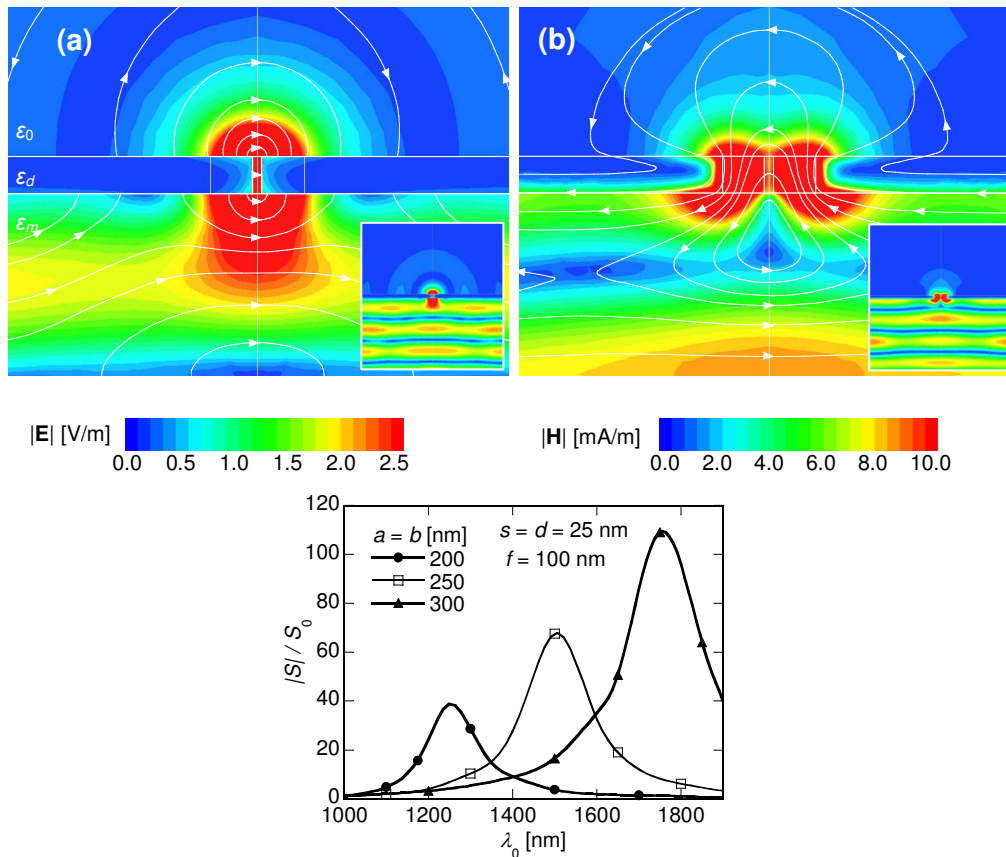 (a)
ε0
εd
εm
(b)
|E| [V/m]
0.0 0.5 1.0 1.5 2.0 2.5
|H| [mA/m]
0.0 2.0 4.0 6.0 8.0 10.0
120
100
80
60
40
20
0
|S| / S0
a = b [nm]
200
250
300
s = d = 25 nm
f = 100 nm
1000 1200 1400 1600 1800
λ0 [nm]